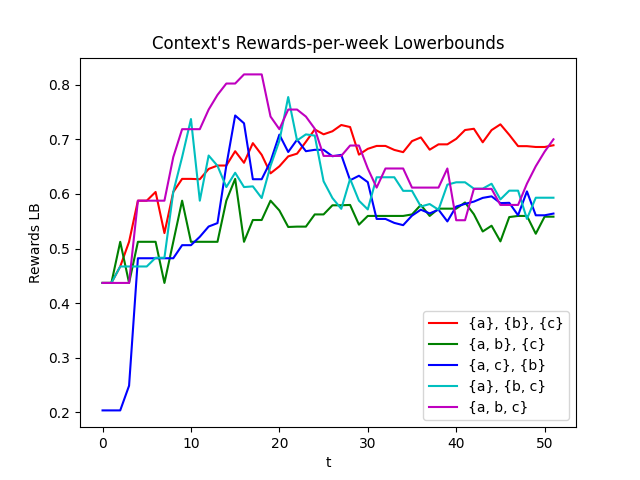 Context's Rewards-per-week Lowerbounds
Rewards LB
0.8
0.7
0.6
0.5
0.4
0.3
0.2
{a}, {b}, {c}
{a, b}, {c}
{a, c}, {b}
{a}, {b, c}
{a, b, c}
0 10 20 30 40 50
t